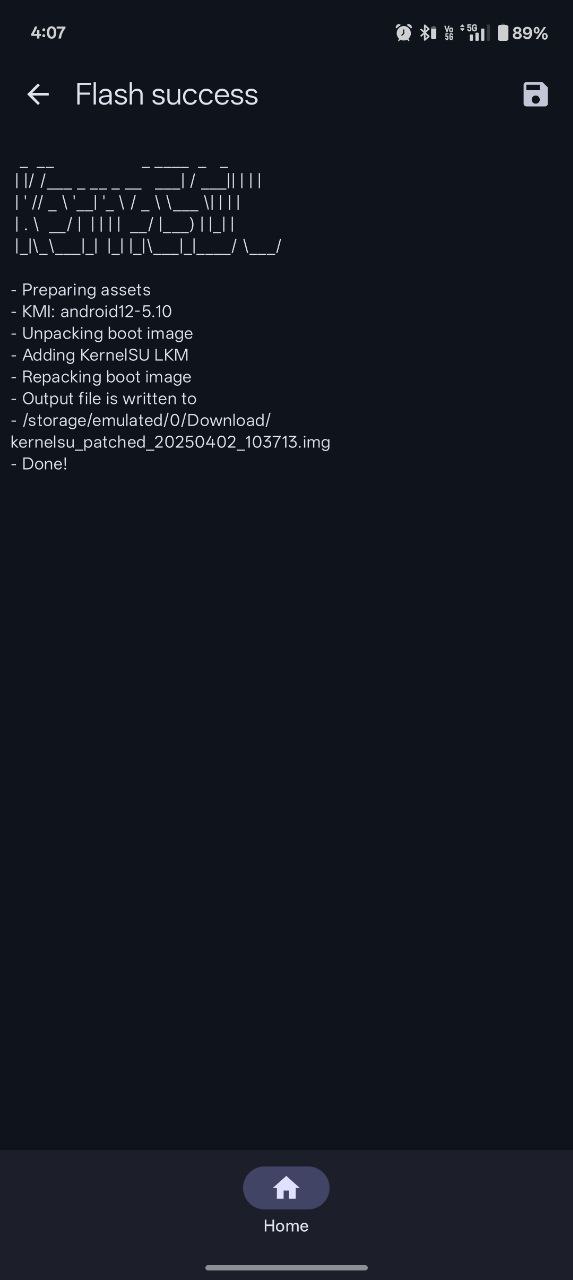 4:07
Vo
5G
5G
89%
Flash success
_  __                     _ ____  _   _
| |/ /___ _ __ _ __   ___| / ___|| | | |
| ' // _ \ '__| '_ \ / _ \ \___ \| | | |
| . \  __/ |  | | | |  __/ |___) | |_| |
|_|\_\___|_|  |_| |_|\___|_|____/ \___/
- Preparing assets
- KMI: android12-5.10
- Unpacking boot image
- Adding KernelSU LKM
- Repacking boot image
- Output file is written to
- /storage/emulated/0/Download/
kernelsu_patched_20250402_103713.img
- Done!
Home